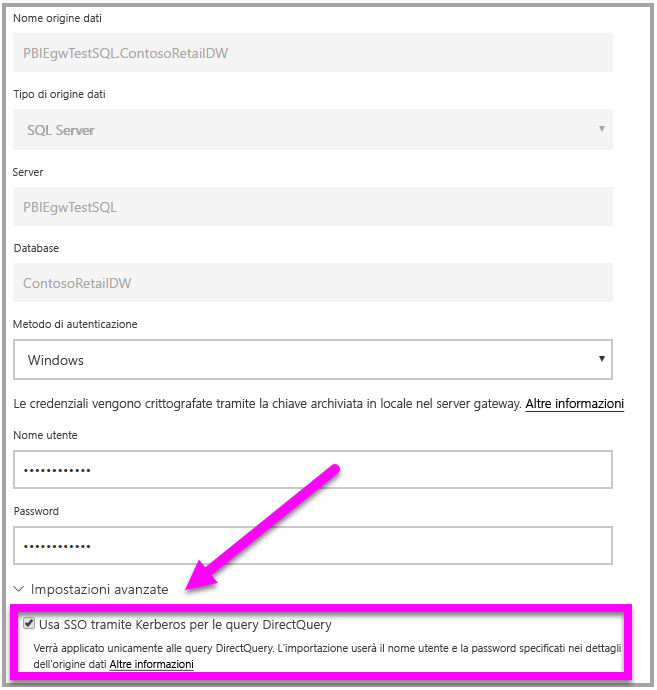 Nome origine dati
PBIEgwTestSQL.ContosoRetailDW
Tipo di origine dati
SQL Server
Server
PBIEgwTestSQL
Database
ContosoRetailDW
Metodo di autenticazione
Windows
Le credenziali vengono crittografate tramite la chiave archiviata in locale nel server gateway. Altre informazioni
Nome utente
••••••••••••
Password
••••••••••••
Impostazioni avanzate
Usa SSO tramite Kerberos per le query DirectQuery
Verrà applicato unicamente alle query DirectQuery. L'importazione userà il nome utente e la password specificati nei dettagli
dell'origine dati Altre informazioni